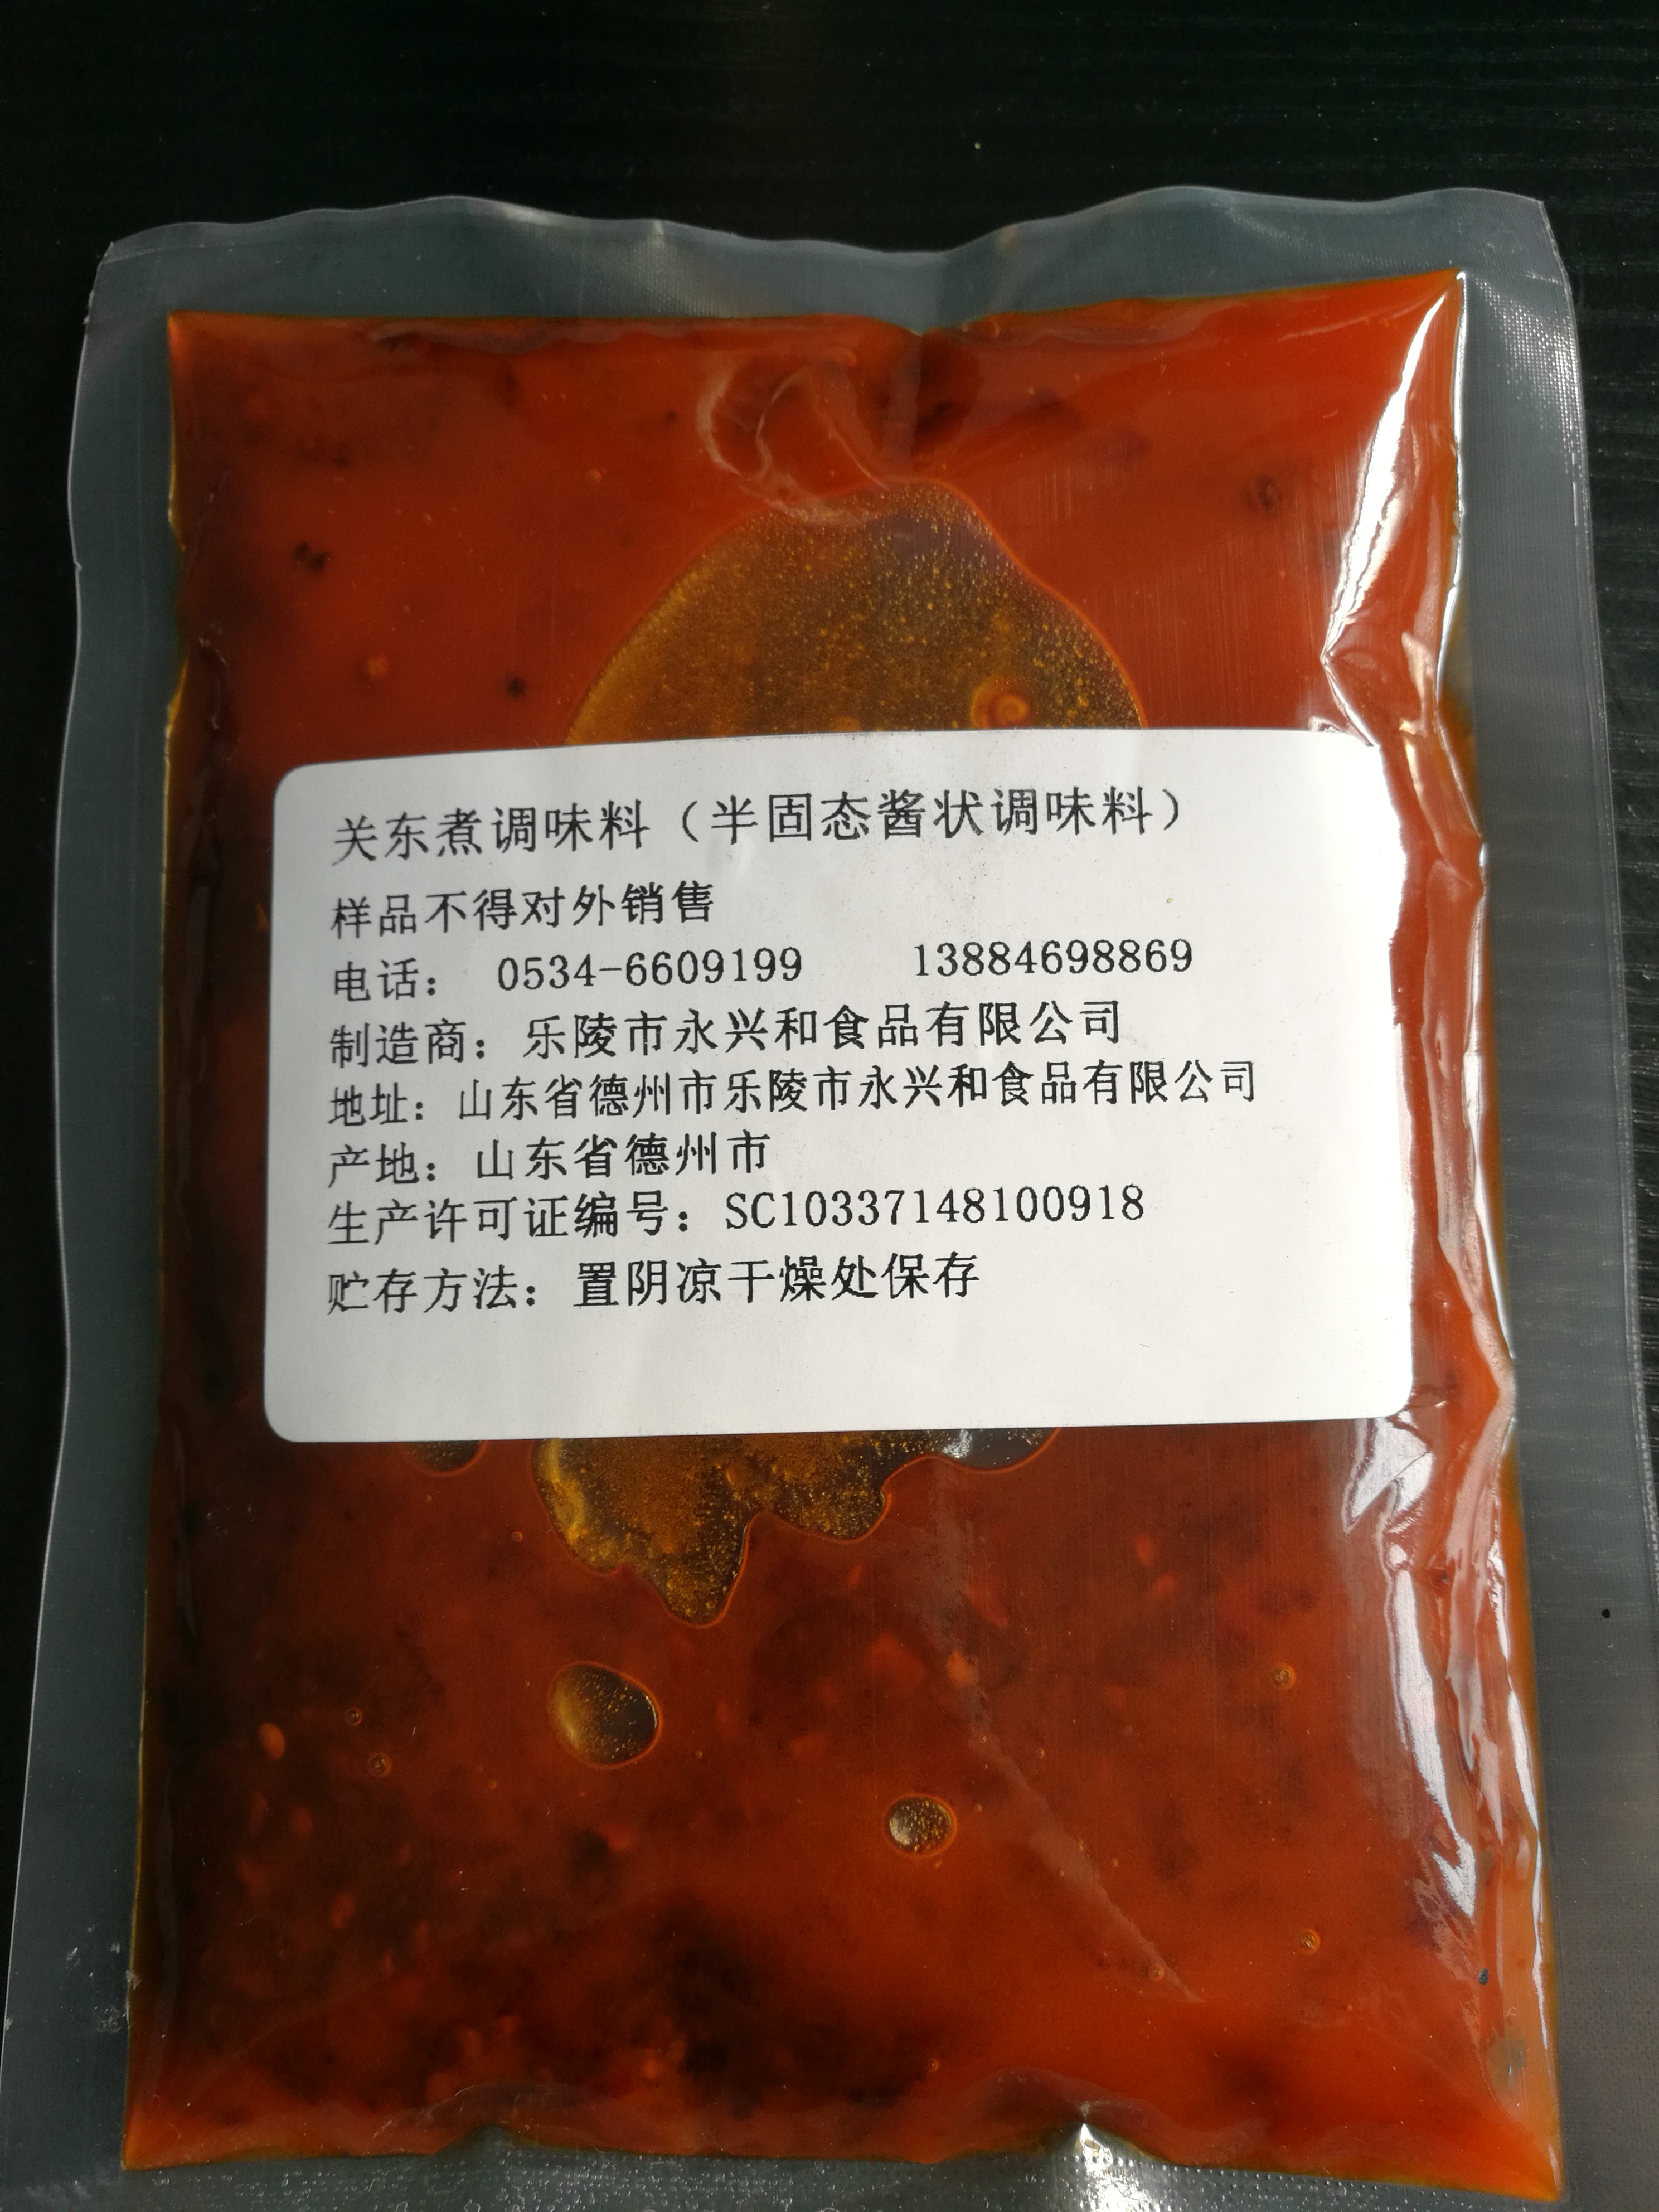 关东煮调味料（半固态酱状调味料）
样品不得对外销售
电话： 0534-6609199 13884698869
制造商：乐陵市永兴和食品有限公司
地址：山东省德州市乐陵市永兴和食品有限公司
产地：山东省德州市
生产许可证编号：SC10337148100918
贮存方法：置阴凉干燥处保存